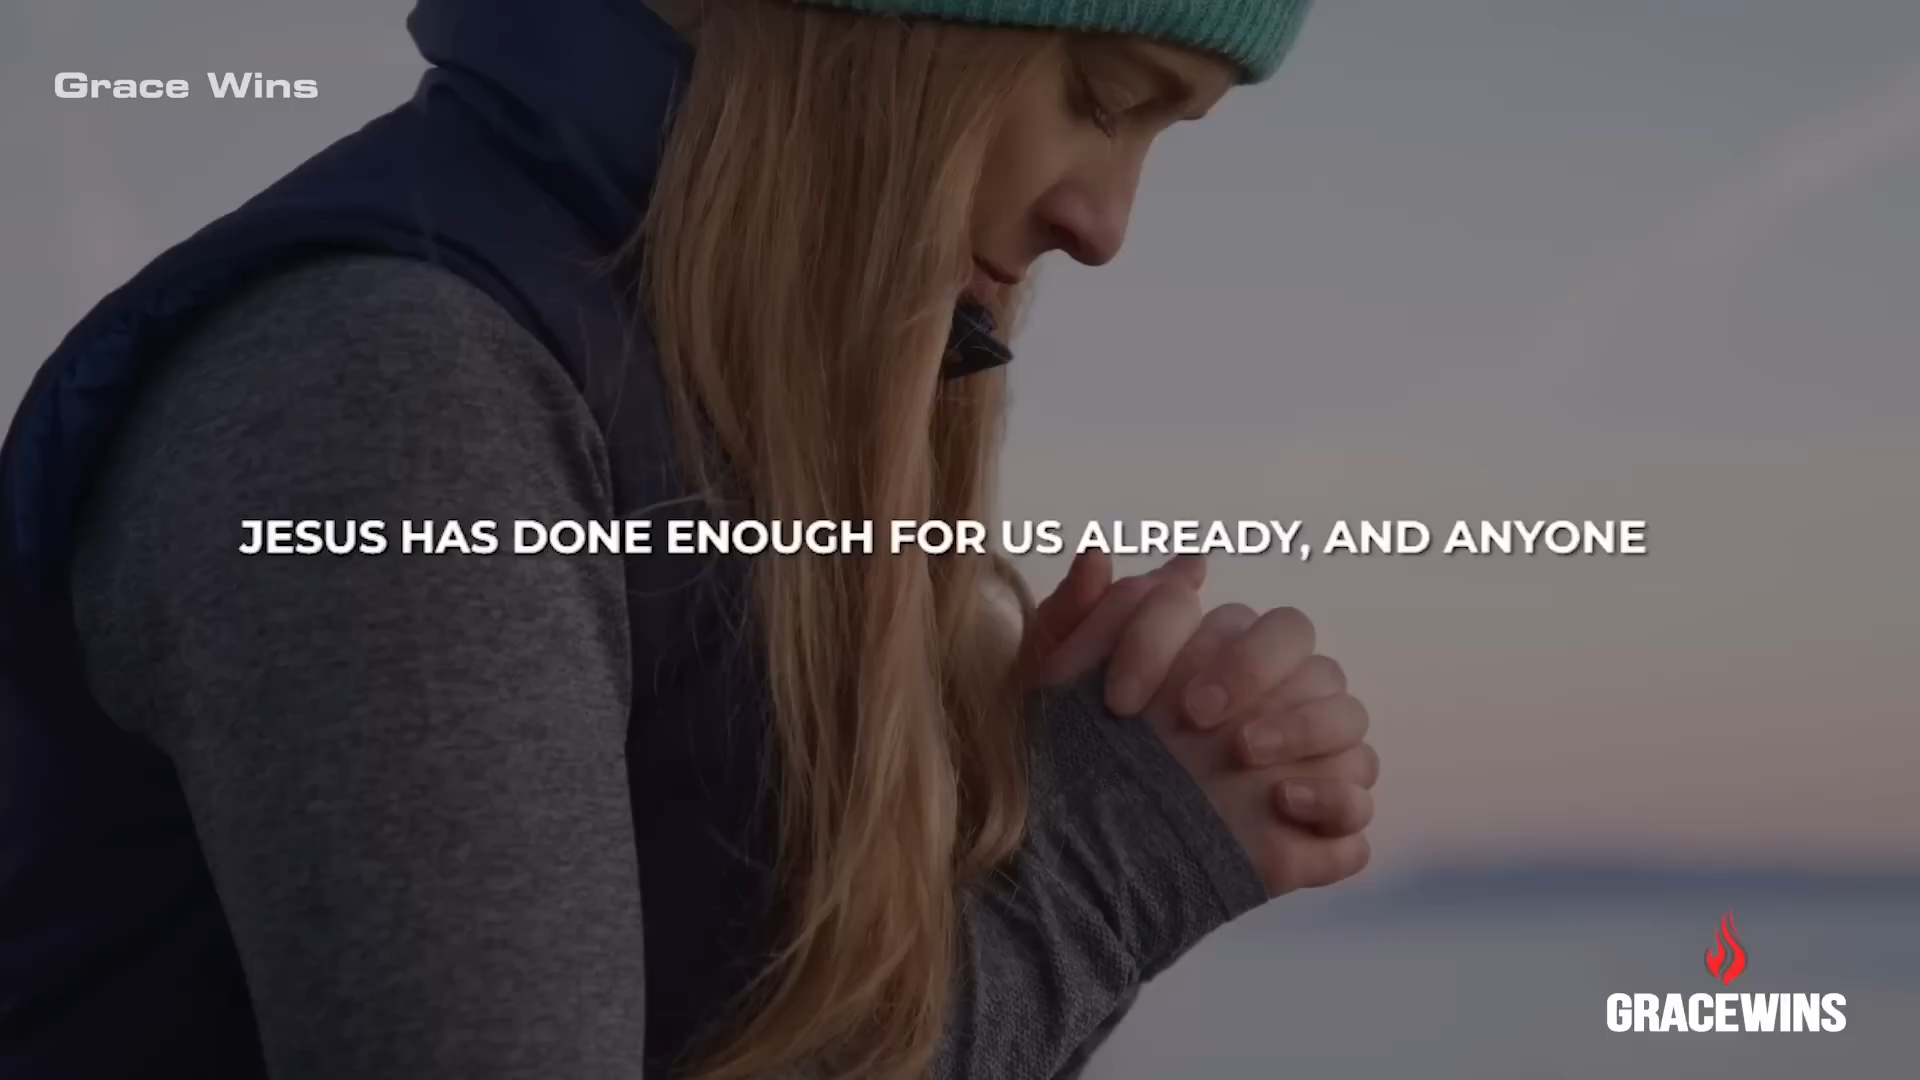 Grace Wins
JESUS HAS DONE ENOUGH FOR US ALREADY, AND ANYONE
GRACEWINS